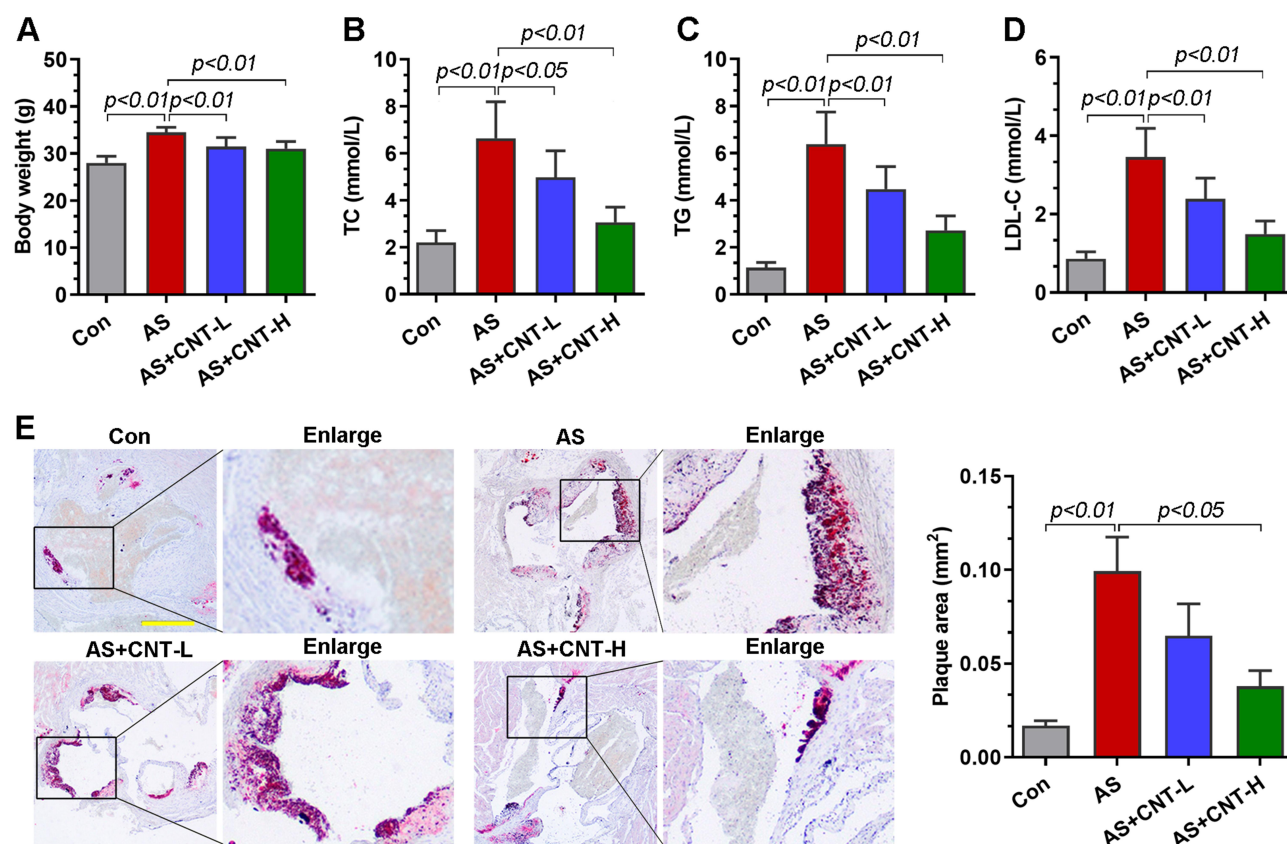 A
Body weight (g)
50
40
30
20
10
0
p<0.01
p<0.01
p<0.01
Con
AS
AS+CNT-L
AS+CNT-H
B
TC (mmol/L)
10
8
6
4
2
0
p<0.01
p<0.01
p<0.05
Con
AS
AS+CNT-L
AS+CNT-H
C
TG (mmol/L)
10
8
6
4
2
0
p<0.01
p<0.01
p<0.01
Con
AS
AS+CNT-L
AS+CNT-H
D
LDL-C (mmol/L)
6
4
2
0
p<0.01
p<0.01
p<0.01
Con
AS
AS+CNT-L
AS+CNT-H
E
Con
Enlarge
AS
Enlarge
AS+CNT-L
Enlarge
AS+CNT-H
Enlarge
Plaque area (mm²)
0.15
0.10
0.05
0.00
p<0.01
p<0.05
Con
AS
AS+CNT-L
AS+CNT-H